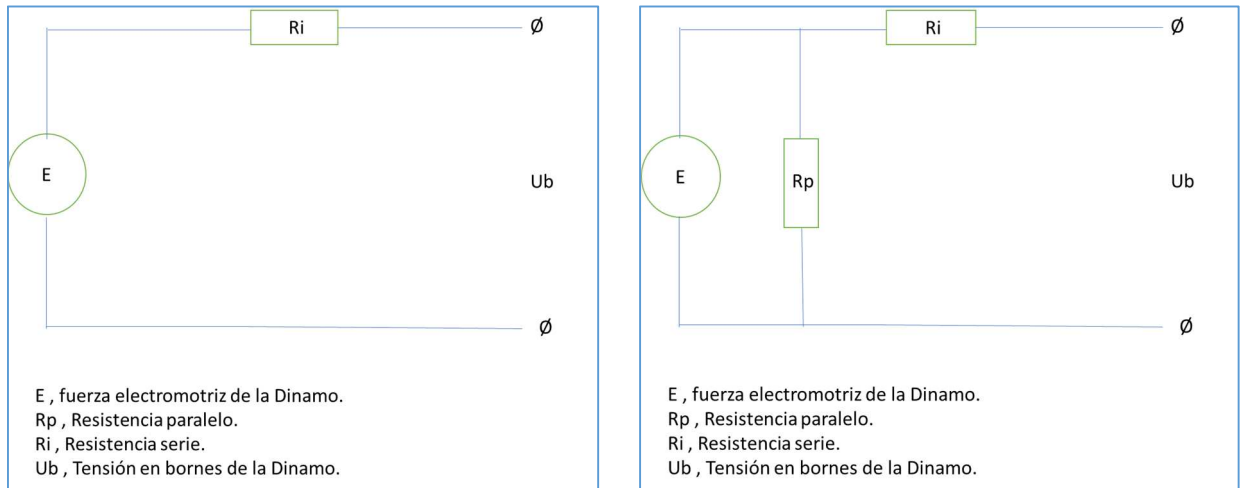 Ri
Ø
E
Ub
Ø
E , fuerza electromotriz de la Dinamo.
Rp , Resistencia paralelo.
Ri , Resistencia serie.
Ub , Tensión en bornes de la Dinamo.
Ri
Ø
E
Rp
Ub
Ø
E , fuerza electromotriz de la Dinamo.
Rp , Resistencia paralelo.
Ri , Resistencia serie.
Ub , Tensión en bornes de la Dinamo.